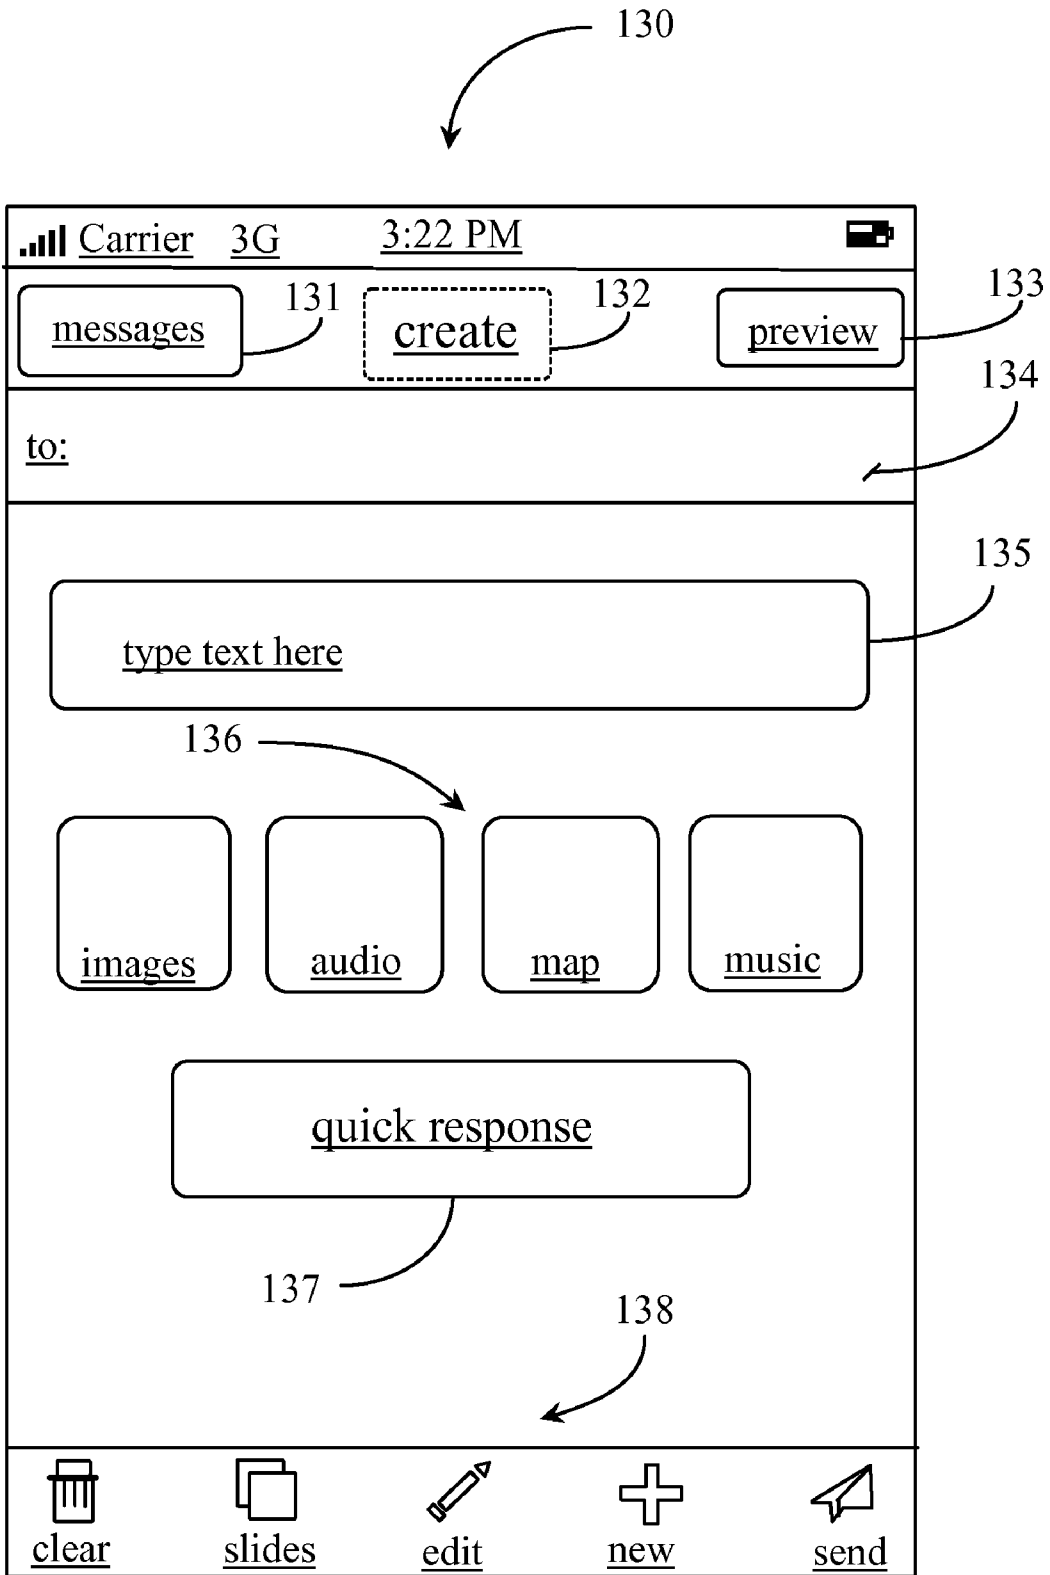 130
Carrier 3G 3:22 PM
messages 131 create 132 preview 133
134
to:
135
type text here
136
images audio map music
quick response
137
138
clear slides edit new send